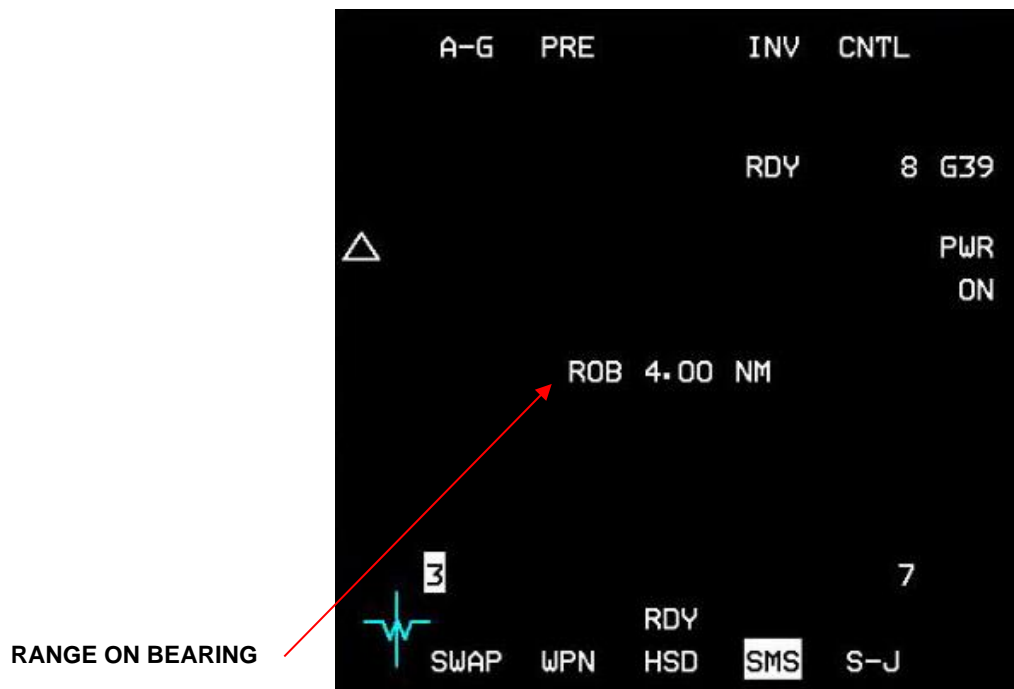 A-G PRE INV CNTL
RDY 8 G39
PWR
ON
ROB 4.00 NM
3 7
RDY
RANGE ON BEARING
SWAP WPN HSD SMS S-J